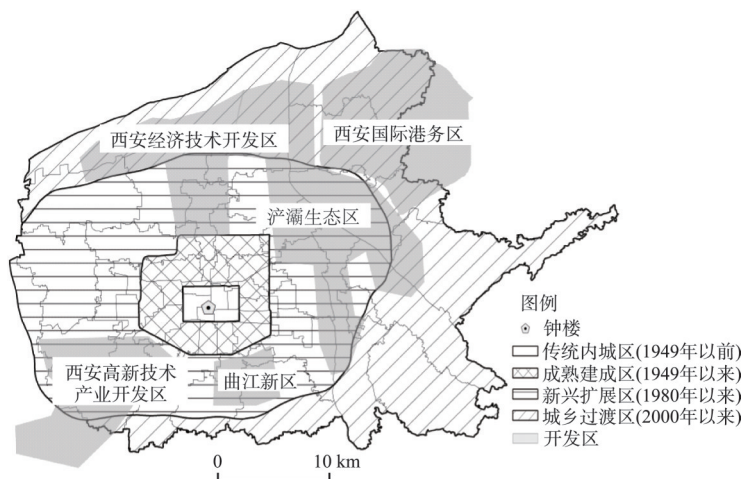 西安经济技术开发区
西安国际港务区
浐灞生态区
西安高新技术
产业开发区
曲江新区
图例
钟楼
传统内城区(1949年以前)
成熟建成区(1949年以来)
新兴扩展区(1980年以来)
城乡过渡区(2000年以来)
开发区
0 10 km